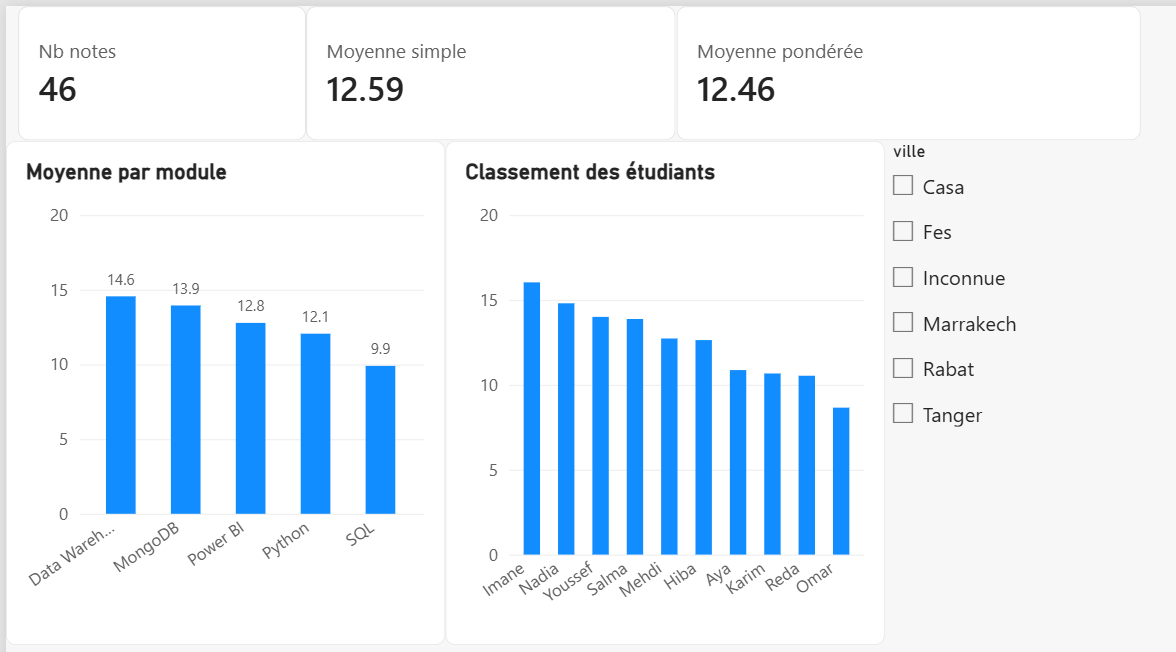 Nb notes
46
Moyenne simple
12.59
Moyenne pondérée
12.46
Moyenne par module
20
15
10
5
0
14.6
13.9
12.8
12.1
9.9
Data Wareh...
MongoDB
Power BI
Python
SQL
Classement des étudiants
20
15
10
5
0
Imane
Nadia
Youssef
Salma
Mehdi
Hiba
Aya
Karim
Reda
Omar
ville
Casa
Fes
Inconnue
Marrakech
Rabat
Tanger